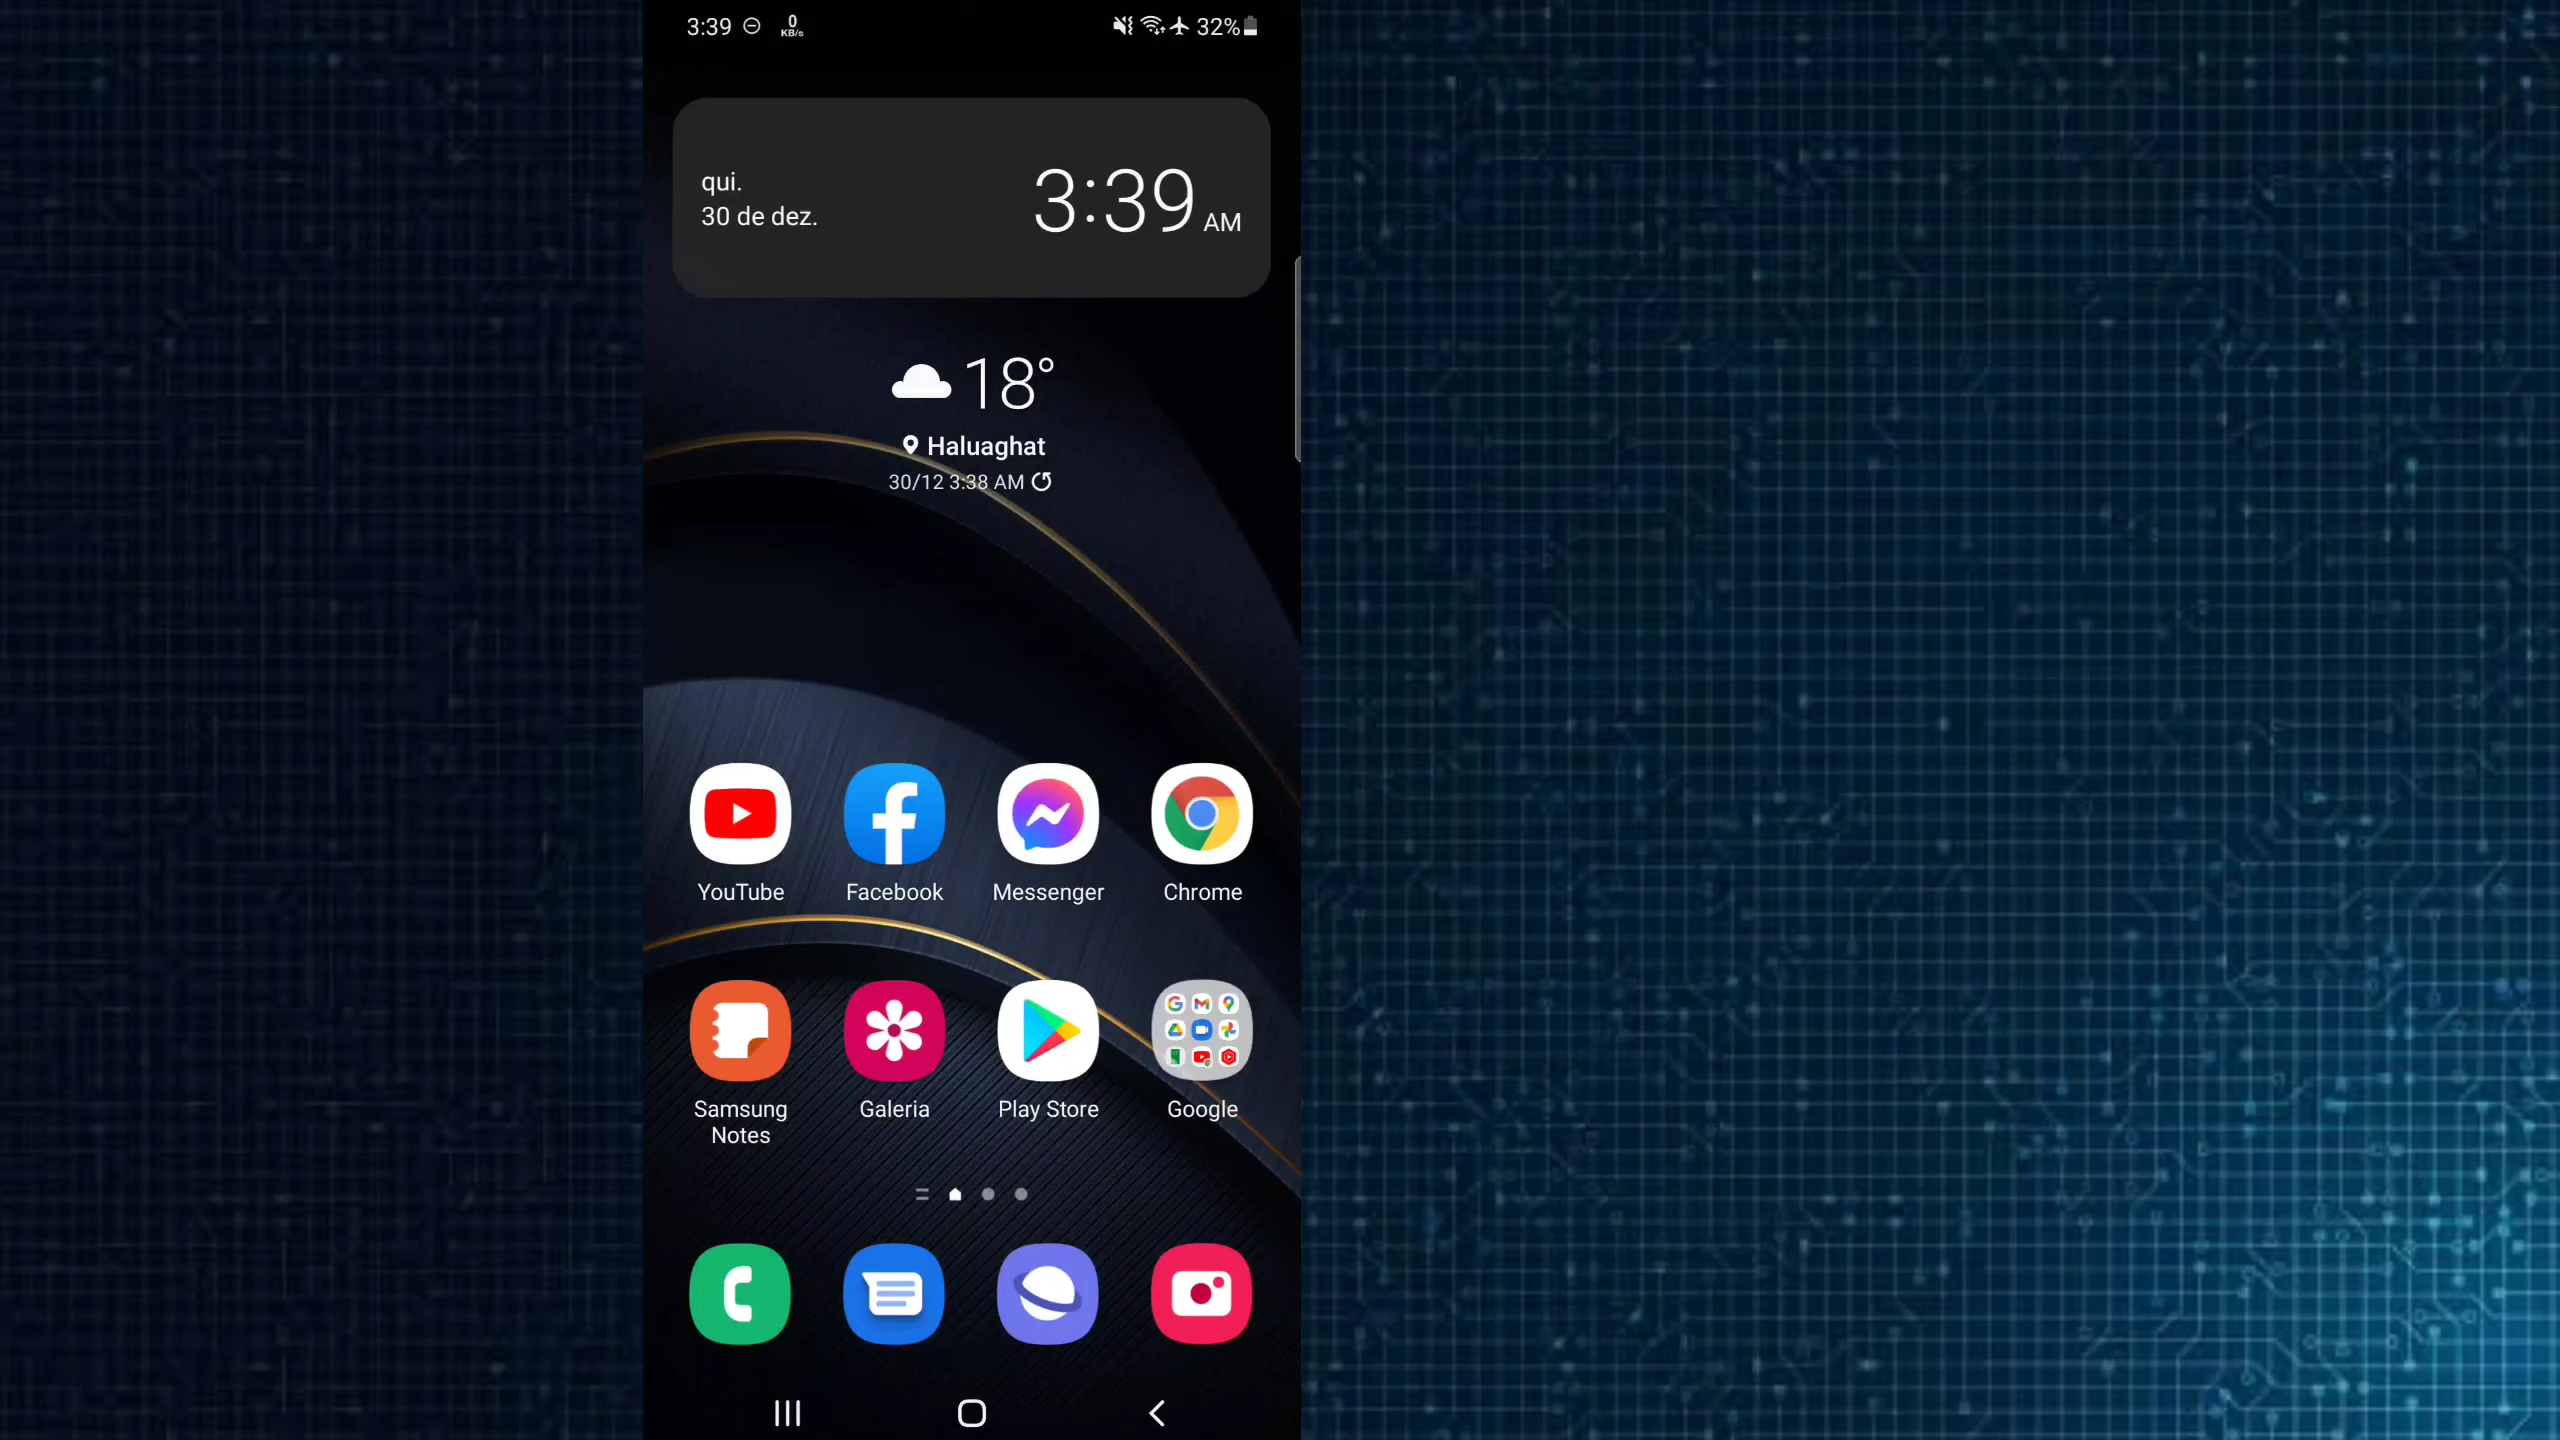 3:39
0
KB/s
32%
qui.
30 de dez.
3:39 AM
18°
Haluaghat
30/12 3:38 AM
YouTube
Facebook
Messenger
Chrome
Samsung
Notes
Galeria
Play Store
Google